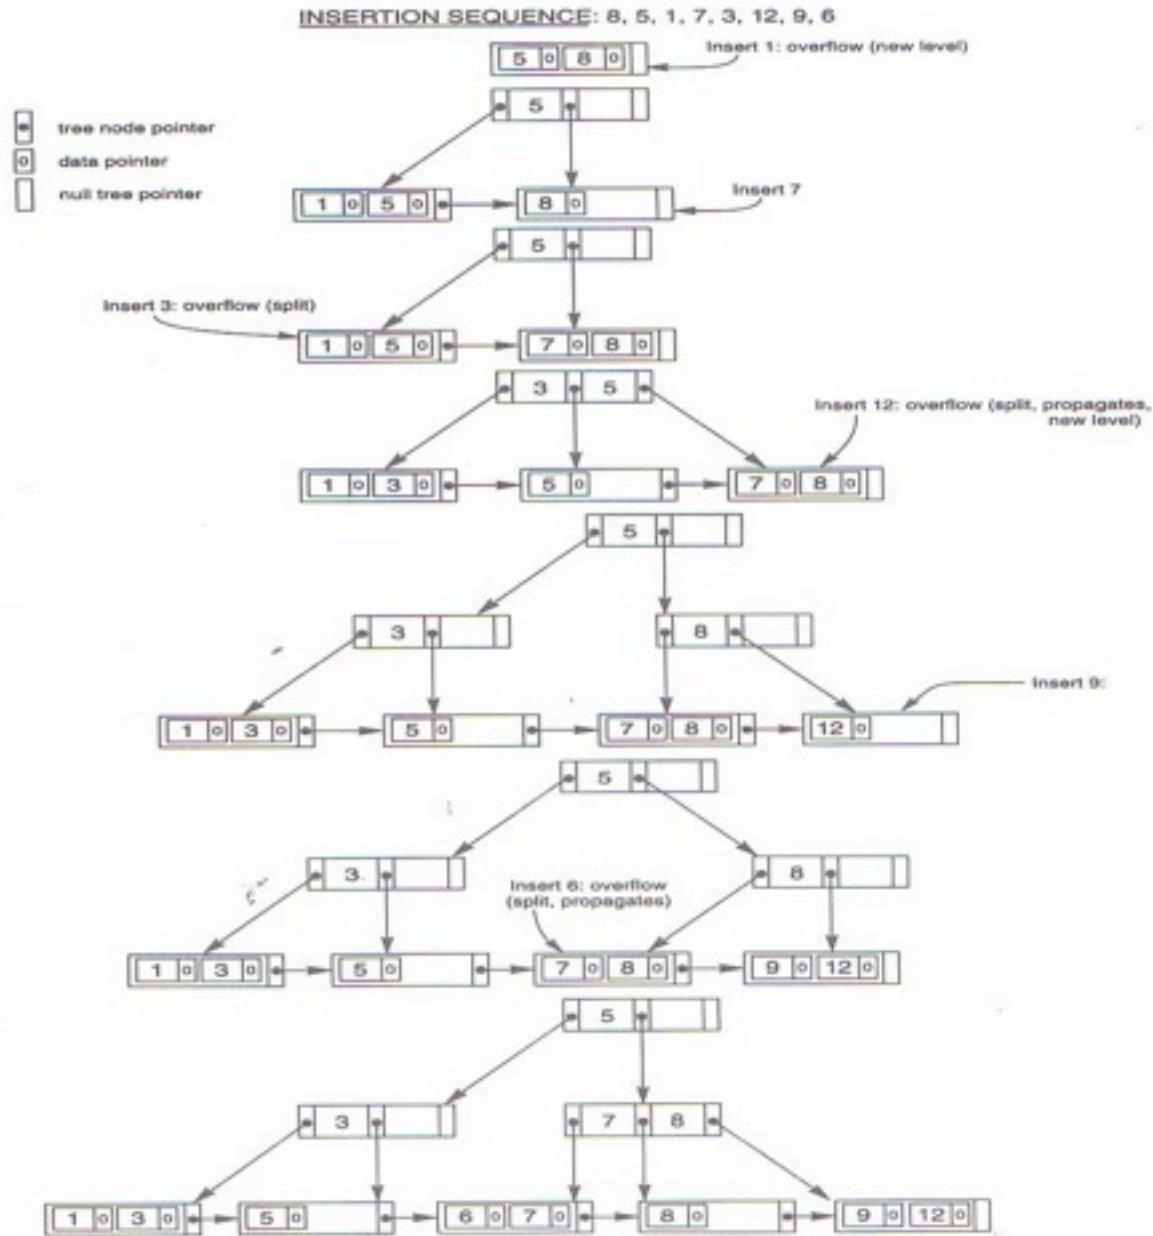 INSERTION SEQUENCE: 8, 5, 1, 7, 3, 12, 9, 6
5 o 8 o
Insert 1: overflow (new level)
5
tree node pointer
o data pointer
null tree pointer
1 o 5 o
8 o
Insert 7
5
Insert 3: overflow (split)
1 o 5 o
7 o 8 o
3 5
Insert 12: overflow (split, propagates,
new level)
1 o 3 o
5 o
7 o 8 o
5
3
8
Insert 9:
1 o 3 o
5 o
7 o 8 o
12 o
5
3
8
Insert 6: overflow
(split, propagates)
1 o 3 o
5 o
7 o 8 o
9 o 12 o
5
3
7 8
1 o 3 o
5 o
6 o 7 o
8 o
9 o 12 o